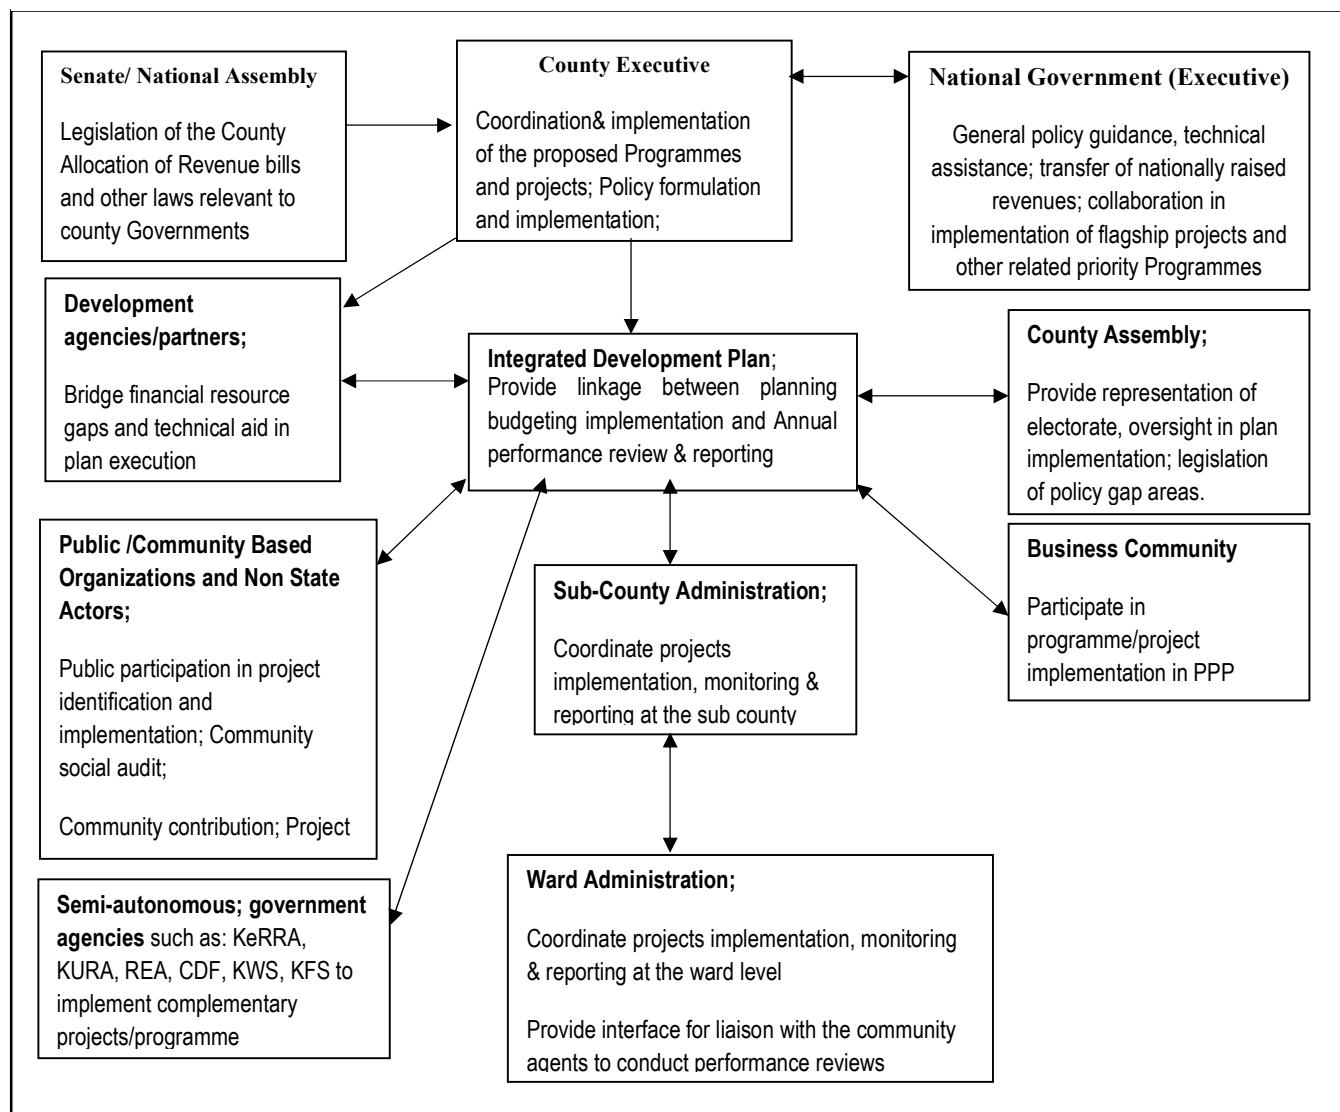 Senate/ National Assembly
Legislation of the County
Allocation of Revenue bills
and other laws relevant to
county Governments
County Executive
Coordination& implementation
of the proposed Programmes
and projects; Policy formulation
and implementation;
National Government (Executive)
General policy guidance, technical
assistance; transfer of nationally raised
revenues; collaboration in
implementation of flagship projects and
other related priority Programmes
Development
agencies/partners;
Bridge financial resource
gaps and technical aid in
plan execution
Integrated Development Plan;
Provide linkage between planning
budgeting implementation and Annual
performance review & reporting
County Assembly;
Provide representation of
electorate, oversight in plan
implementation; legislation
of policy gap areas.
Public /Community Based
Organizations and Non State
Actors;
Public participation in project
identification and
implementation; Community
social audit;
Community contribution; Project
Sub-County Administration;
Coordinate projects
implementation, monitoring &
reporting at the sub county
Business Community
Participate in
programme/project
implementation in PPP
Semi-autonomous; government
agencies such as: KeRRA,
KURA, REA, CDF, KWS, KFS to
implement complementary
projects/programme
Ward Administration;
Coordinate projects implementation, monitoring
& reporting at the ward level
Provide interface for liaison with the community
agents to conduct performance reviews